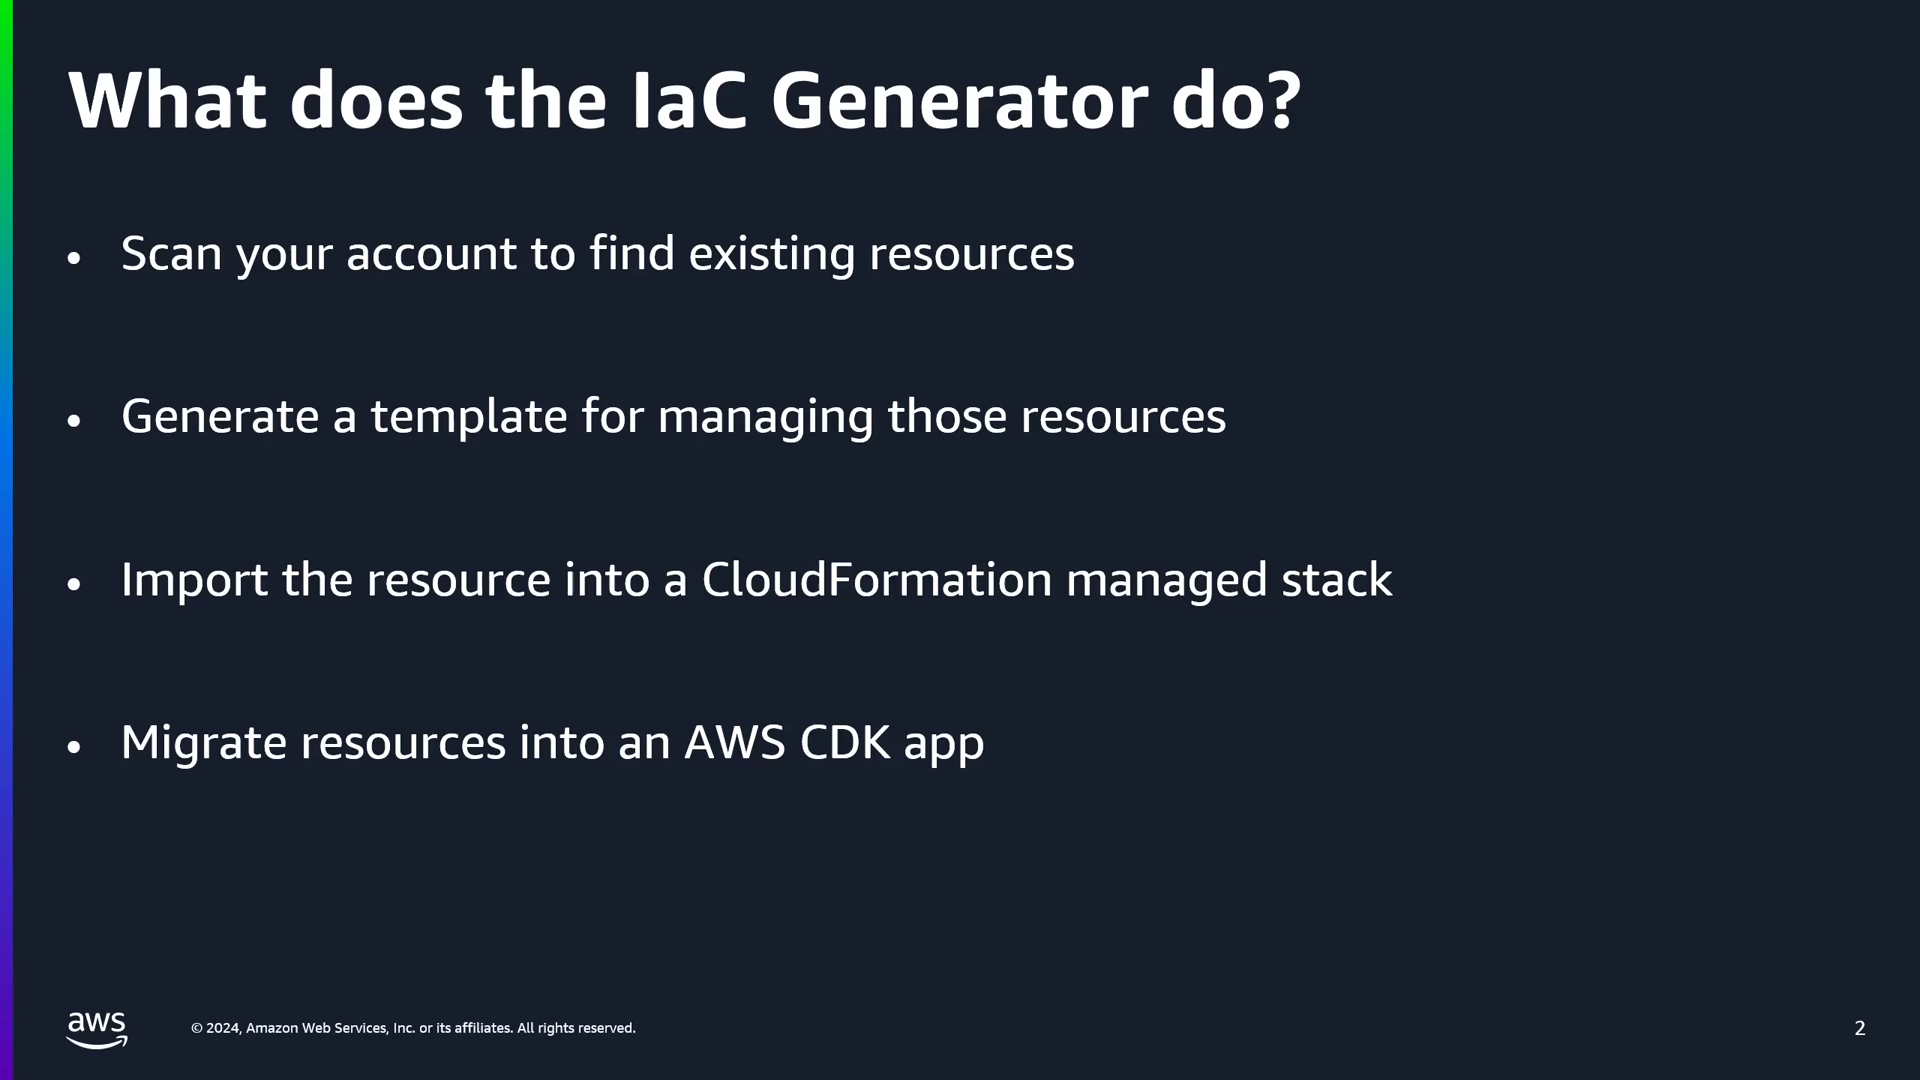 What does the IaC Generator do?
• Scan your account to find existing resources
• Generate a template for managing those resources
• Import the resource into a CloudFormation managed stack
• Migrate resources into an AWS CDK app
aws
© 2024, Amazon Web Services, Inc. or its affiliates. All rights reserved.
2